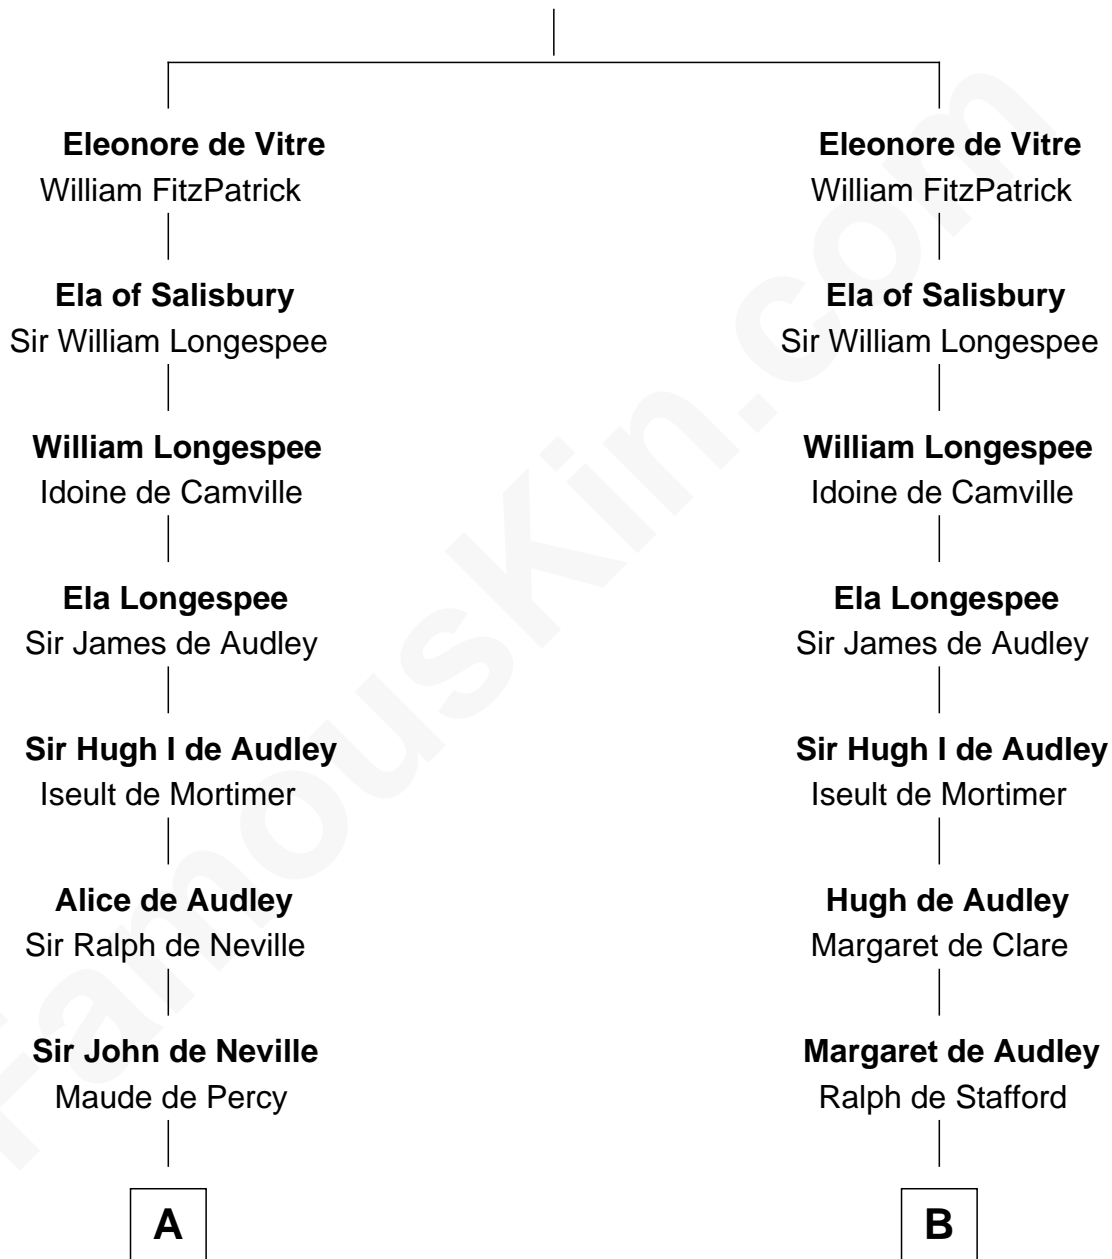 Eleonore de Vitre
William FitzPatrick
Ela of Salisbury
Sir William Longespee
William Longespee
Idoine de Camville
Ela Longespee
Sir James de Audley
Sir Hugh I de Audley
Iseult de Mortimer
Alice de Audley
Sir Ralph de Neville
Sir John de Neville
Maude de Percy
A
Eleonore de Vitre
William FitzPatrick
Ela of Salisbury
Sir William Longespee
William Longespee
Idoine de Camville
Ela Longespee
Sir James de Audley
Sir Hugh I de Audley
Iseult de Mortimer
Hugh de Audley
Margaret de Clare
Margaret de Audley
Ralph de Stafford
B
FamousKin.com